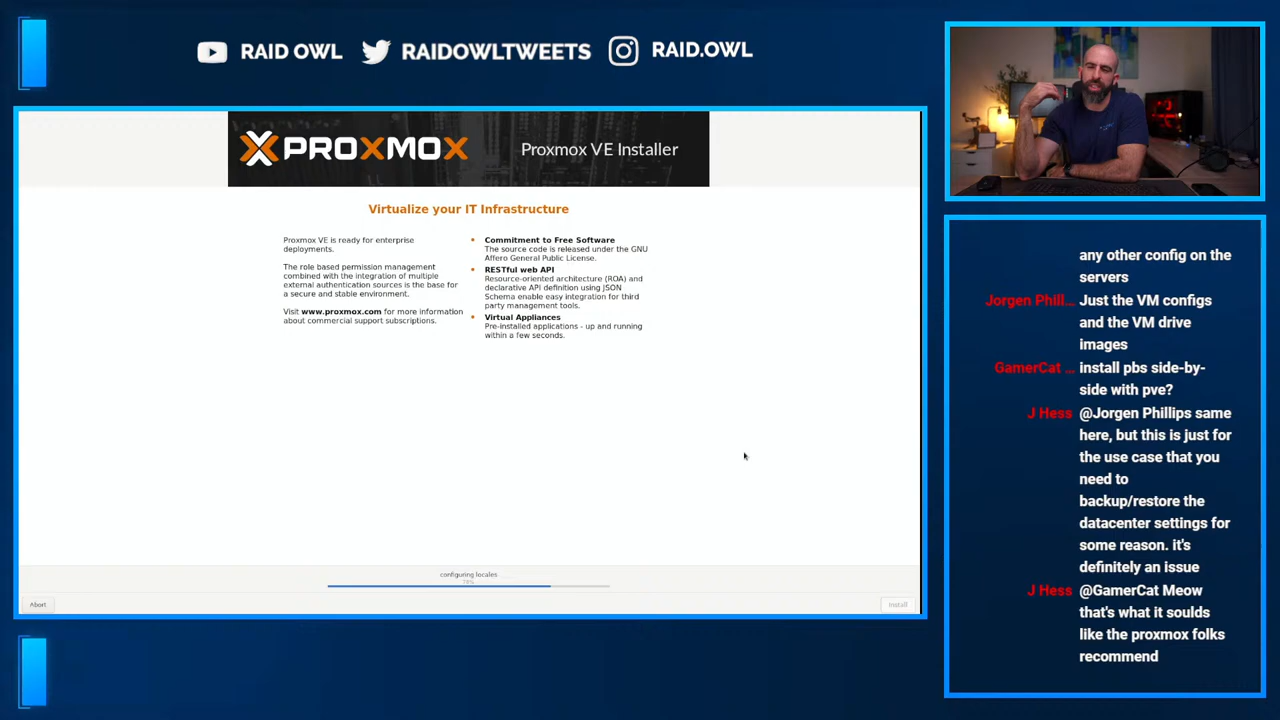 RAID OWL
RAIDOWLTWEETS
RAID.OWL
PROXMOX
Proxmox VE Installer
Virtualize your IT Infrastructure
Proxmox VE is ready for enterprise
deployments.
The role based permission management
combined with the integration of multiple
external authentication sources is the base for
a secure and stable environment.
Visit www.proxmox.com for more information
about commercial support subscriptions.
Commitment to Free Software
The source code is released under the GNU
Affero General Public License.
RESTful web API
Resource-oriented architecture (ROA) and
declarative API definition using JSON
Schema enable easy integration for third
party management tools.
Virtual Appliances
Pre-installed applications - up and running
within a few seconds.
configuring locales
Abort
Install
any other config on the
servers
Jorgen Phill... Just the VM configs
and the VM drive
images
GamerCat ... install pbs side-by-
side with pve?
J Hess @Jorgen Phillips same
here, but this is just for
the use case that you
need to
backup/restore the
datacenter settings for
some reason. it's
definitely an issue
J Hess @GamerCat Meow
that's what it soulds
like the proxmox folks
recommend